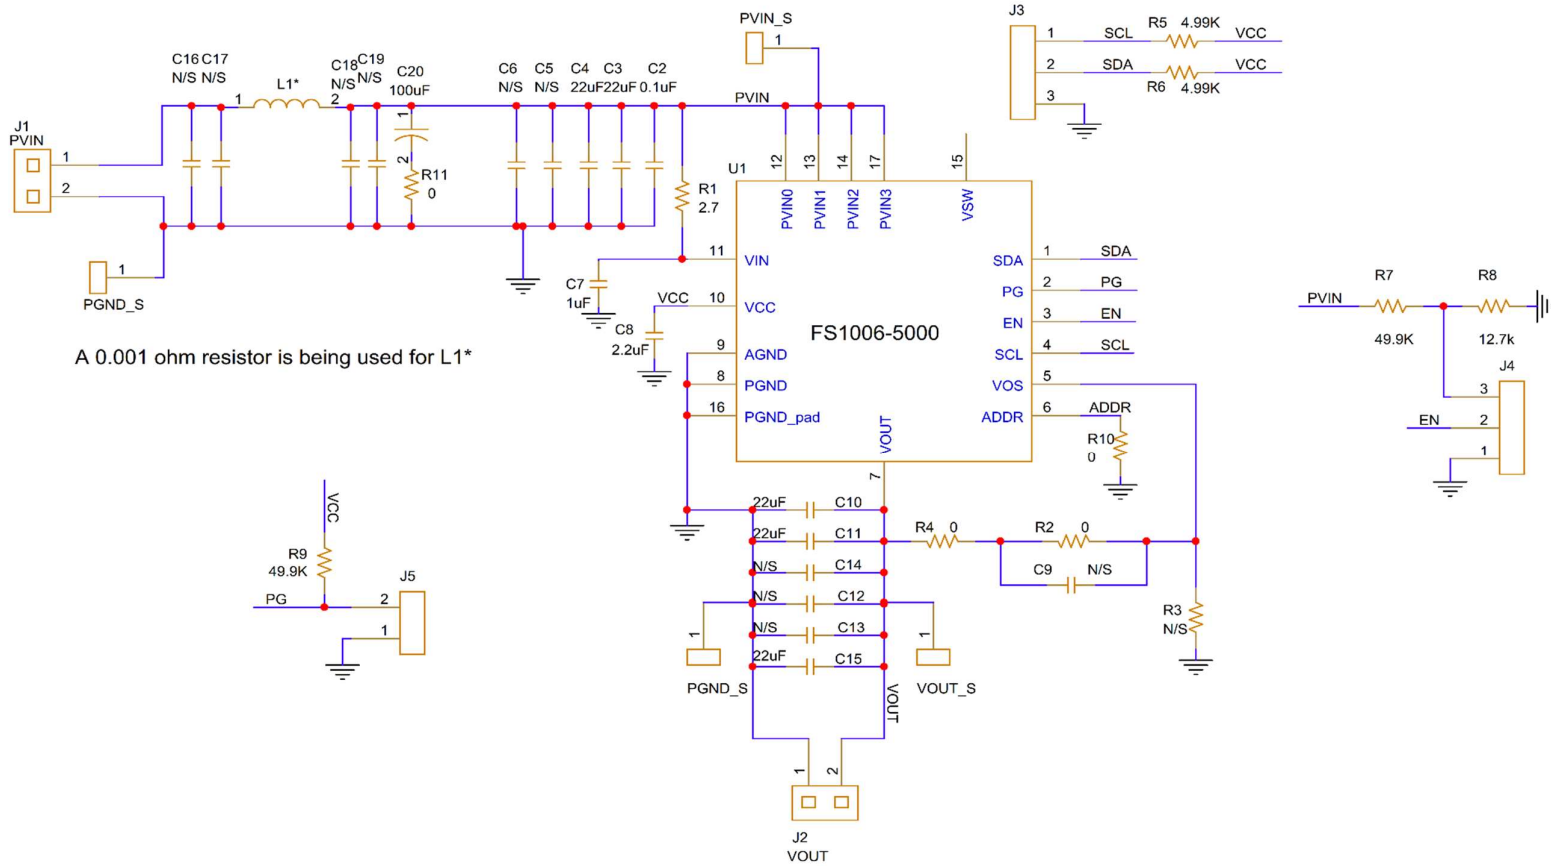 PVIN_S
1
J3
1 SCL R5 4.99K VCC
2 SDA VCC
R6 4.99K
3
C16 C17
N/S N/S
L1*
1 2
C18 C19
N/S N/S
C20
100uF
1
2
R11
0
C6
N/S
C5
N/S
C4
22uF
C3
22uF
C2
0.1uF
PVIN
J1
PVIN
1
2
1
PGND_S
R1
2.7
C7
1uF
VCC
C8
2.2uF
A 0.001 ohm resistor is being used for L1*
U1
12 13 14 17 15
PVIN0 PVIN1 PVIN2 PVIN3 VSW
11 VIN
10 VCC
9 AGND
8 PGND
16 PGND_pad
FS1006-5000
SDA 1 SDA
PG 2 PG
EN 3 EN
SCL 4 SCL
VOS 5
ADDR 6 ADDR
VOUT
7
R10
0
R7 R8
PVIN
49.9K 12.7k
J4
3
EN 2
1
VCC
R9
49.9K
PG
J5
2
1
22uF C10
22uF C11
N/S C14
N/S C12
N/S C13
22uF C15
R4 0
R2 0
C9 N/S
R3
N/S
1
PGND_S
1
VOUT_S
VOUT
1 2
J2
VOUT